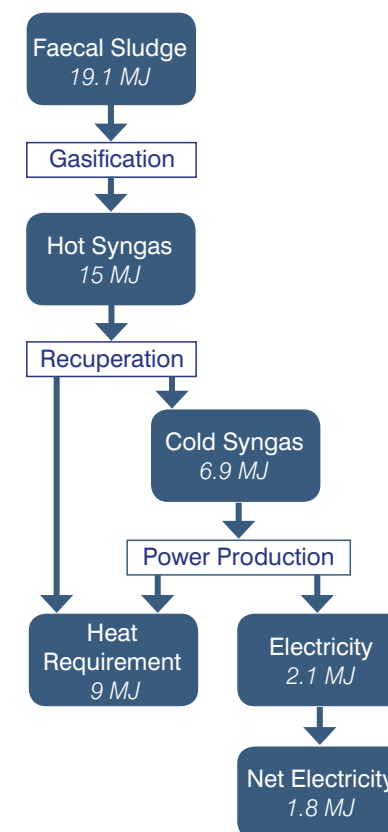 Faecal Sludge
19.1 MJ
Gasification
Hot Syngas
15 MJ
Recuperation
Cold Syngas
6.9 MJ
Power Production
Heat
Requirement
9 MJ
Electricity
2.1 MJ
Net Electricity
1.8 MJ